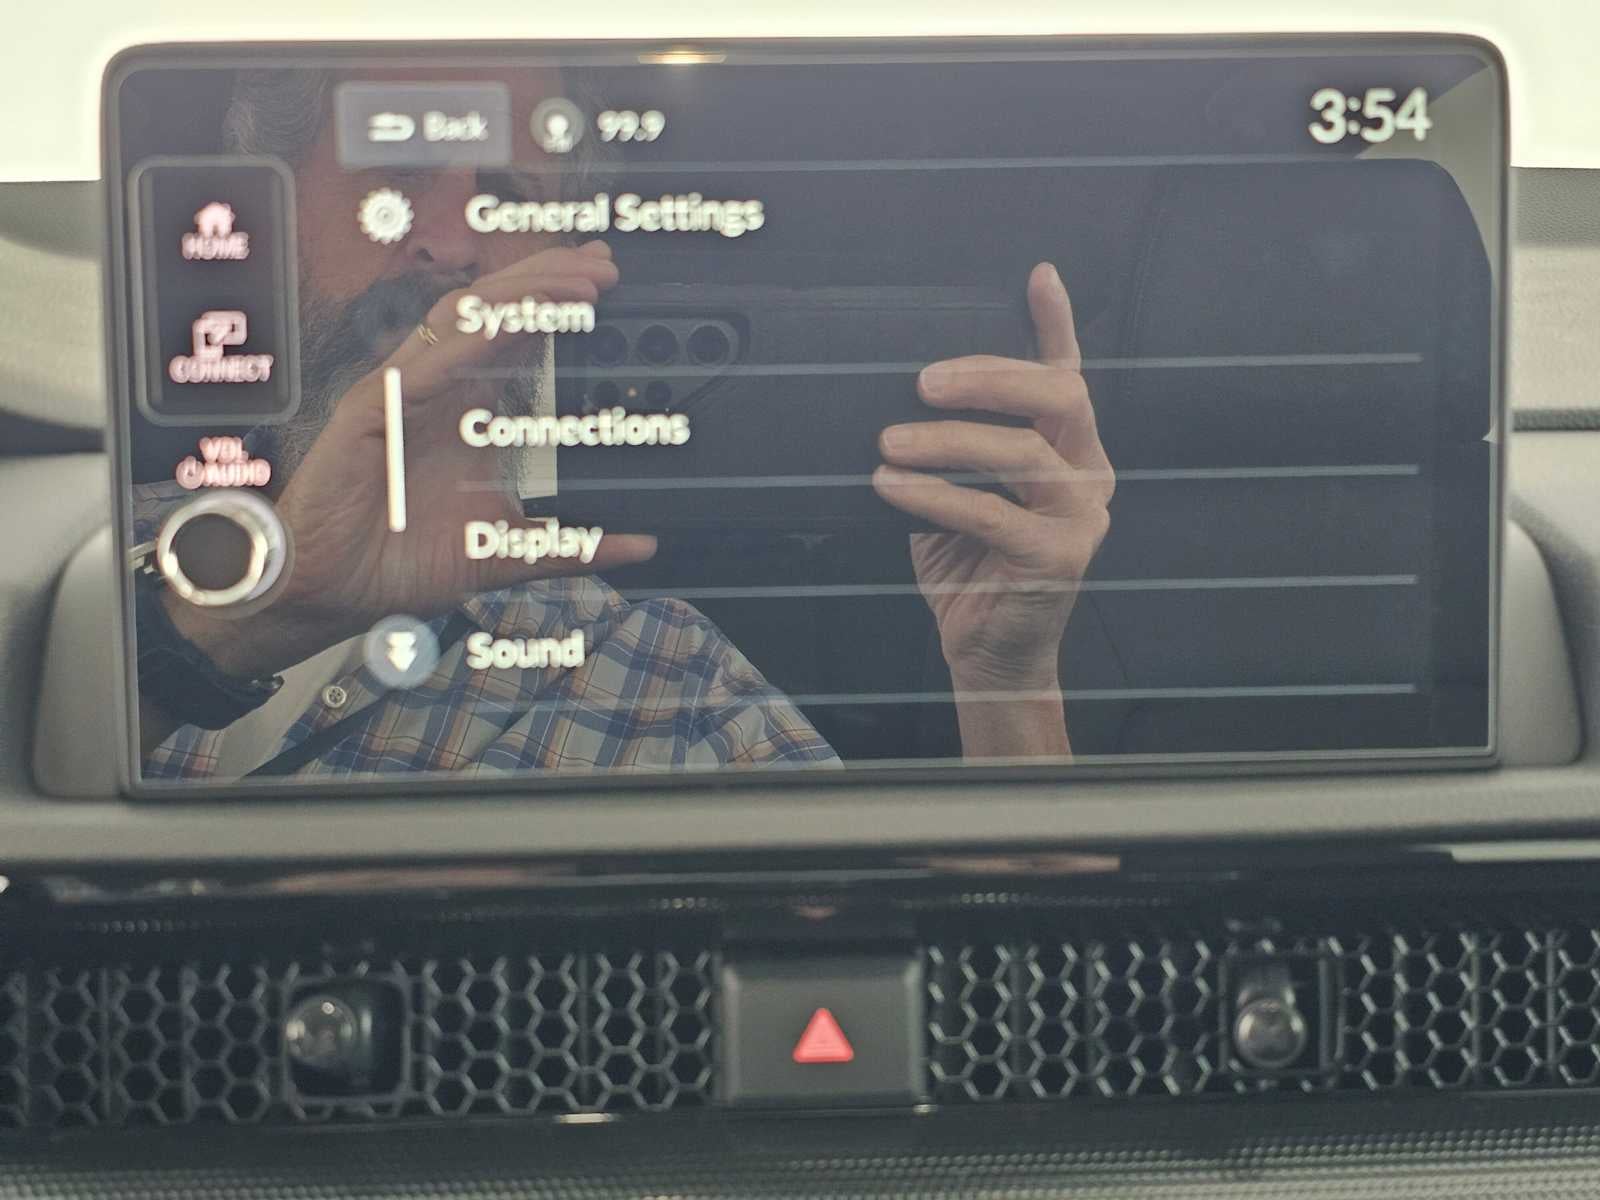 Back 99.9 3:54
General Settings
HOME
System
CONNECT
Connections
VOL
AUDIO
Display
Sound